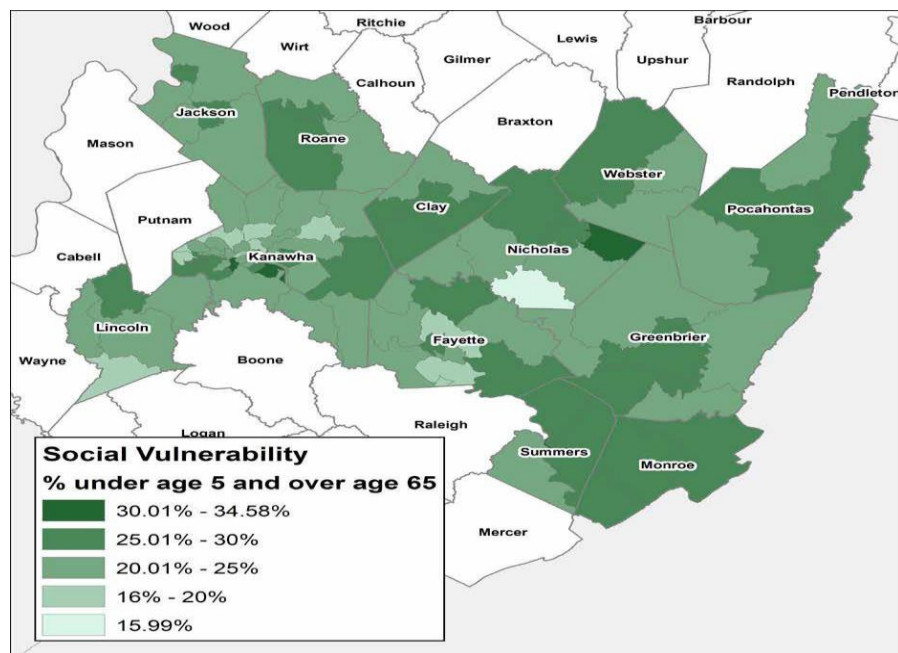 Wood
Ritchie
Barbour
Wirt
Lewis
Gilmer
Upshur
Calhoun
Randolph
Pendleton
Jackson
Braxton
Roane
Mason
Webster
Clay
Pocahontas
Putnam
Nicholas
Cabell
Kanawha
Lincoln
Greenbrier
Fayette
Wayne
Boone
Raleigh
Logan
Summers
Monroe
Mercer
Social Vulnerability
% under age 5 and over age 65
30.01% - 34.58%
25.01% - 30%
20.01% - 25%
16% - 20%
15.99%